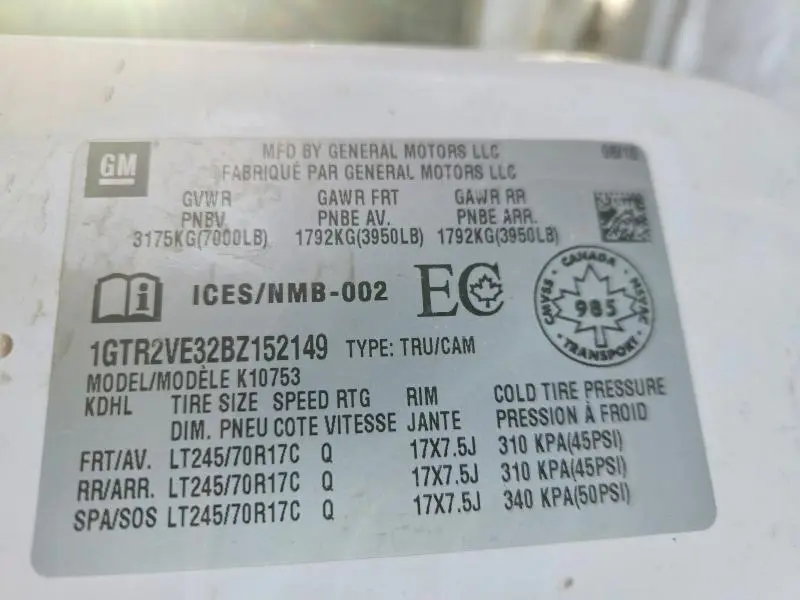 GM
MFD BY GENERAL MOTORS LLC
FABRIQUÉ PAR GENERAL MOTORS LLC
GVWR GAWR FRT GAWR RR
PNBV PNBE AV. PNBE ARR.
3175KG(7000LB) 1792KG(3950LB) 1792KG(3950LB)
ICES/NMB-002 EC
CANADA
CMVSS 985 NSVAC
TRANSPORT
1GTR2VE32BZ152149 TYPE: TRU/CAM
MODEL/MODÈLE K10753
KDHL TIRE SIZE SPEED RTG RIM COLD TIRE PRESSURE
DIM. PNEU COTE VITESSE JANTE PRESSION À FROID
FRT/AV. LT245/70R17C Q 17X7.5J 310 KPA(45PSI)
RR/ARR. LT245/70R17C Q 17X7.5J 310 KPA(45PSI)
SPA/SOS LT245/70R17C Q 17X7.5J 340 KPA(50PSI)